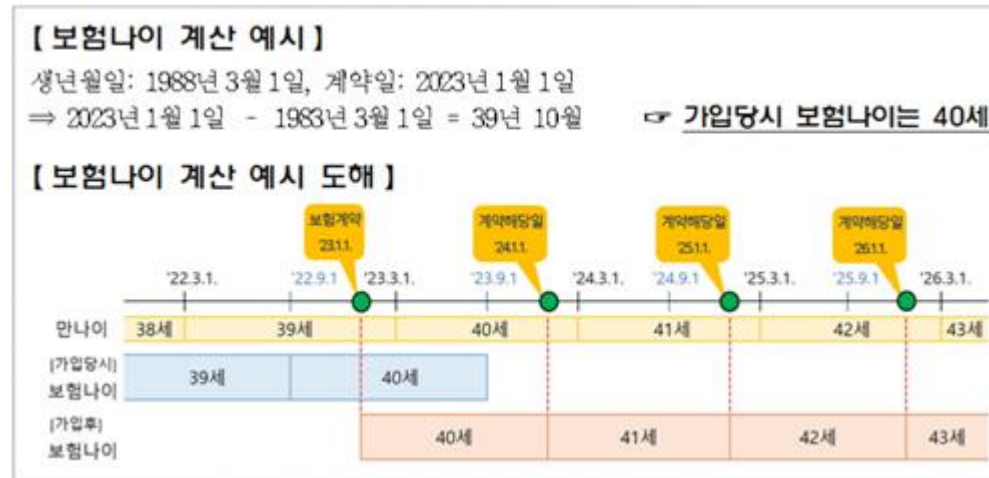 [ 보험나이 계산 예시 ]
생년월일: 1988년 3월 1일, 계약일: 2023년 1월 1일
⇒ 2023년 1월 1일 - 1983년 3월 1일 = 39년 10월 ☞ 가입당시 보험나이는 40세
[ 보험나이 계산 예시 도해 ]
보험계약 계약해당일 계약해당일 계약해당일
'23.1.1. '24.1.1. '25.1.1. '26.1.1.
'22.3.1. '22.9.1 '23.3.1. '23.9.1 '24.3.1. '24.9.1 '25.3.1. '25.9.1 '26.3.1.
만나이 38세 39세 40세 41세 42세 43세
[가입당시]
보험나이 39세 40세
[가입후]
보험나이 40세 41세 42세 43세